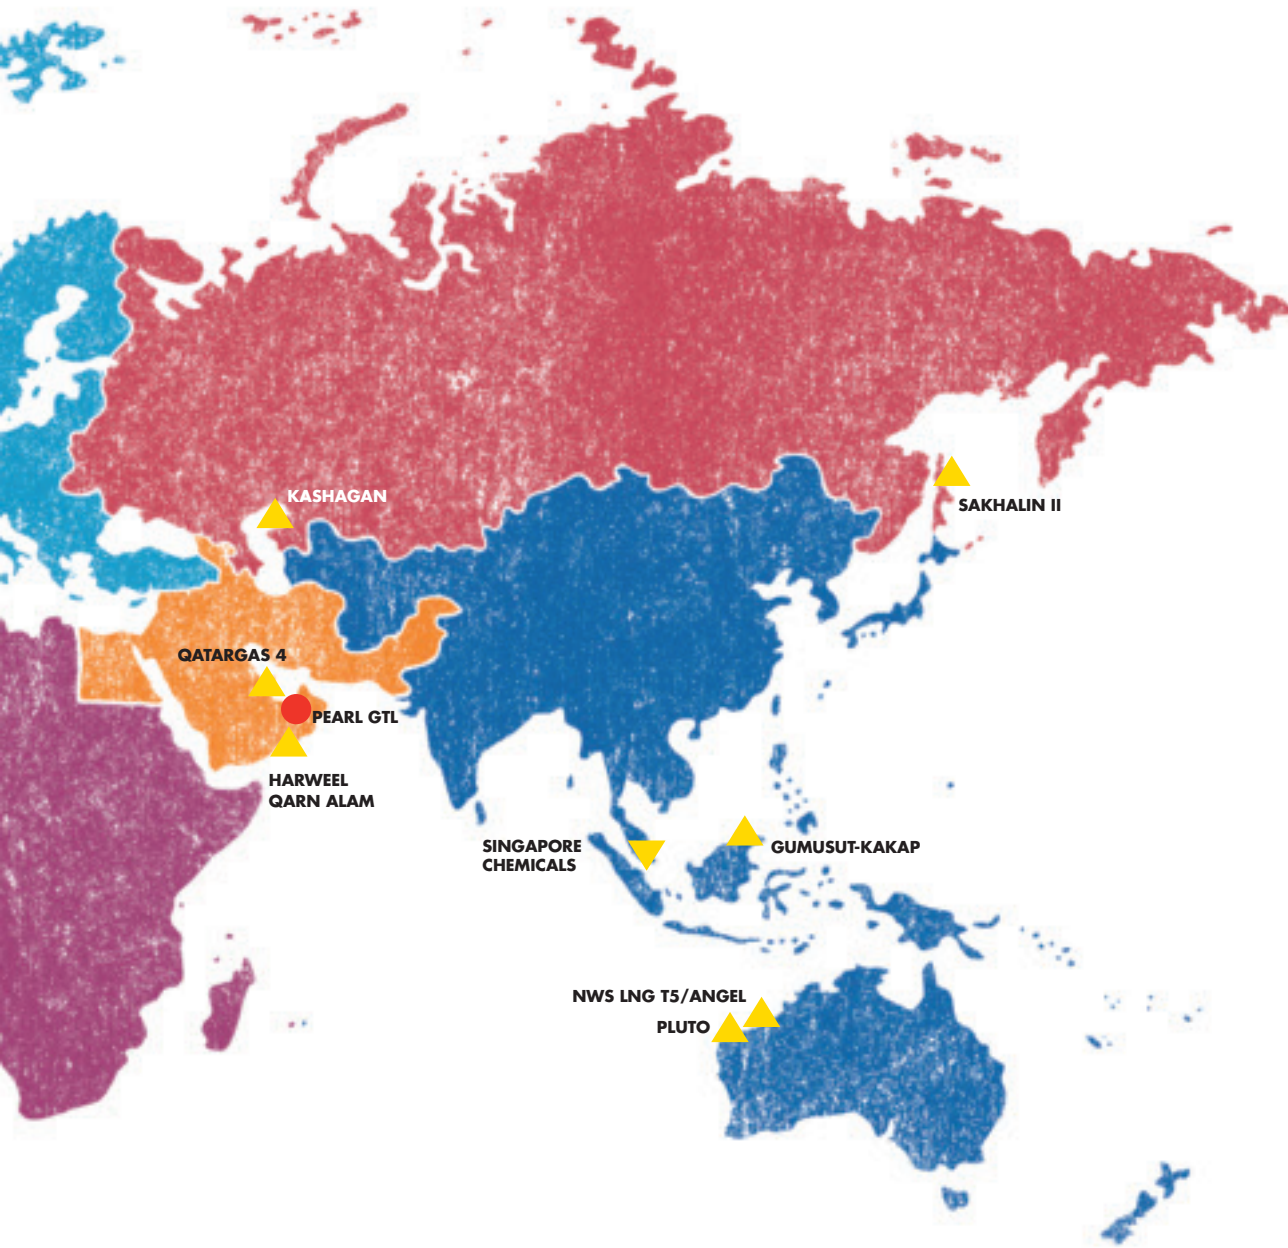 KASHAGAN
SAKHALIN II
QATARGAS 4
PEARL GTL
HARWEEL
QARN ALAM
SINGAPORE
CHEMICALS
GUMUSUT-KAKAP
NWS LNG T5/ANGEL
PLUTO